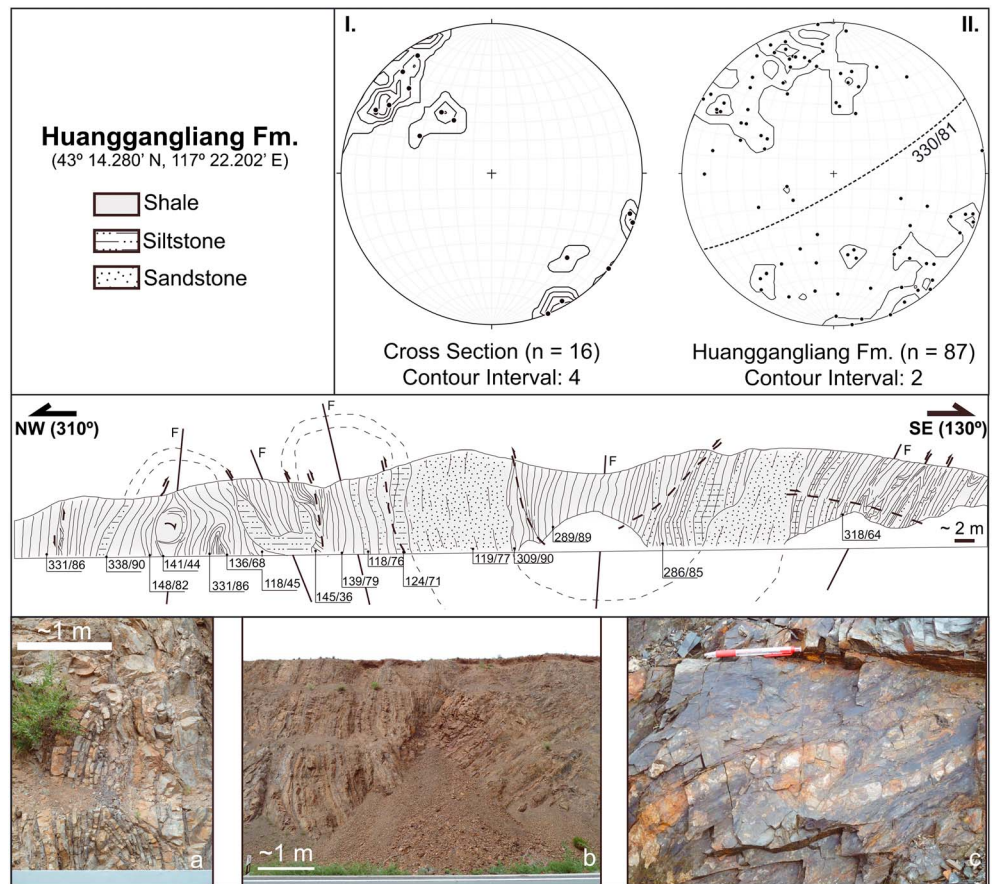 Huanggangliang Fm.
(43º 14.280' N, 117º 22.202' E)
Shale
Siltstone
Sandstone
I.
Cross Section (n = 16)
Contour Interval: 4
II.
330/81
Huanggangliang Fm. (n = 87)
Contour Interval: 2
NW (310º)
SE (130º)
F
F
F
F
F
~ 2 m
331/86
338/90
148/82
141/44
331/86
136/68
118/45
145/36
139/79
118/76
124/71
119/77
309/90
289/89
286/85
318/64
~1 m
a
~1 m
b
c